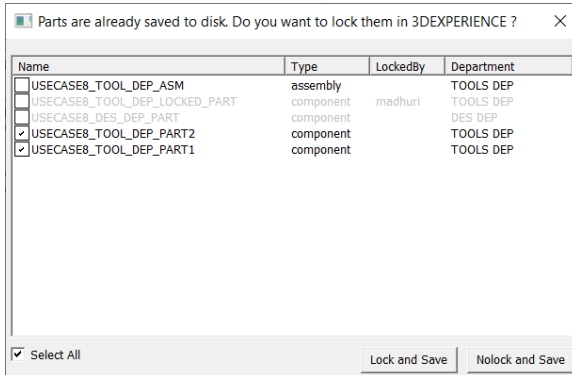 Parts are already saved to disk. Do you want to lock them in 3DEXPERIENCE ?
Name Type LockedBy Department
USECASE8_TOOL_DEP_ASM assembly TOOLS DEP
USECASE8_TOOL_DEP_LOCKED_PART component madhuri TOOLS DEP
USECASE8_DES_DEP_PART component DES DEP
USECASE8_TOOL_DEP_PART2 component TOOLS DEP
USECASE8_TOOL_DEP_PART1 component TOOLS DEP
Select All Lock and Save Nolock and Save